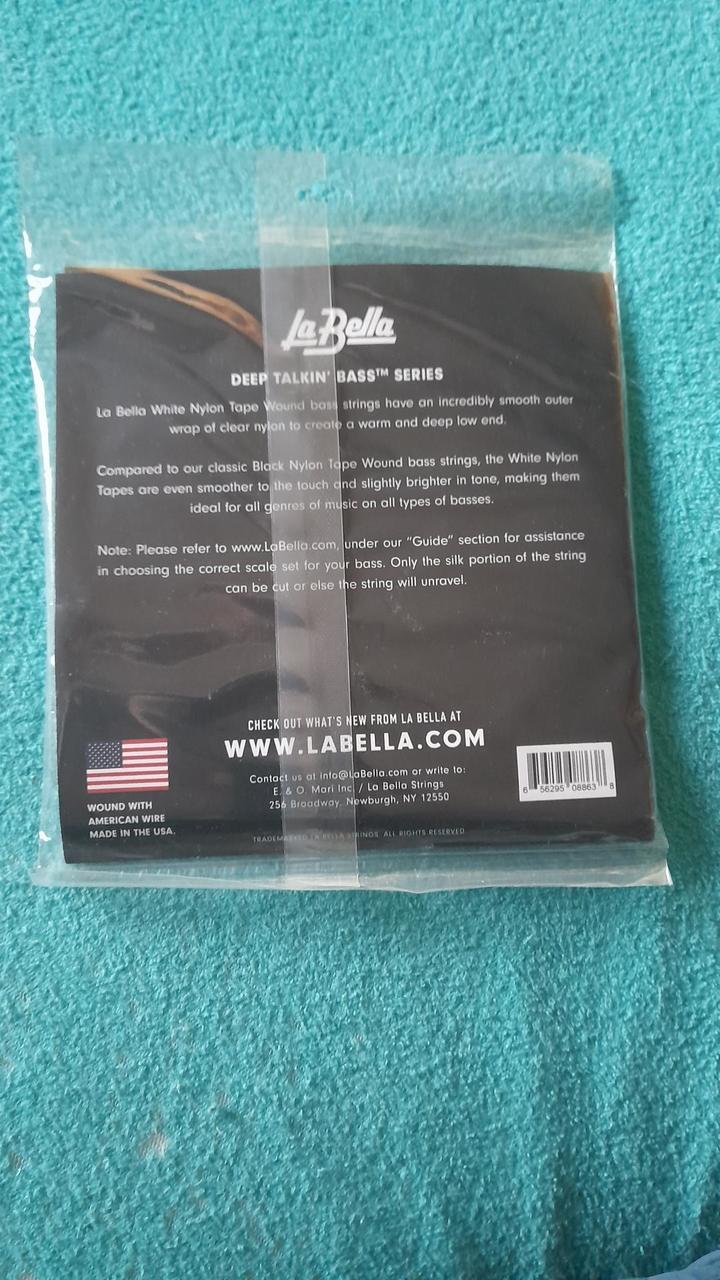 La Bella
DEEP TALKIN' BASS™ SERIES
La Bella White Nylon Tape Wound bass strings have an incredibly smooth outer
wrap of clear nylon to create a warm and deep low end.
Compared to our classic Black Nylon Tape Wound bass strings, the White Nylon
Tapes are even smoother to the touch and slightly brighter in tone, making them
ideal for all genres of music on all types of basses.
Note: Please refer to www.LaBella.com, under our "Guide" section for assistance
in choosing the correct scale set for your bass. Only the silk portion of the string
can be cut or else the string will unravel.
CHECK OUT WHAT'S NEW FROM LA BELLA AT
WWW.LABELLA.COM
Contact us at info@LaBella.com or write to:
E. & O. Mari Inc. / La Bella Strings
256 Broadway, Newburgh, NY 12550
TRADEMARKED LA BELLA STRINGS. ALL RIGHTS RESERVED
WOUND WITH
AMERICAN WIRE
MADE IN THE USA.
6 56295 08863 8